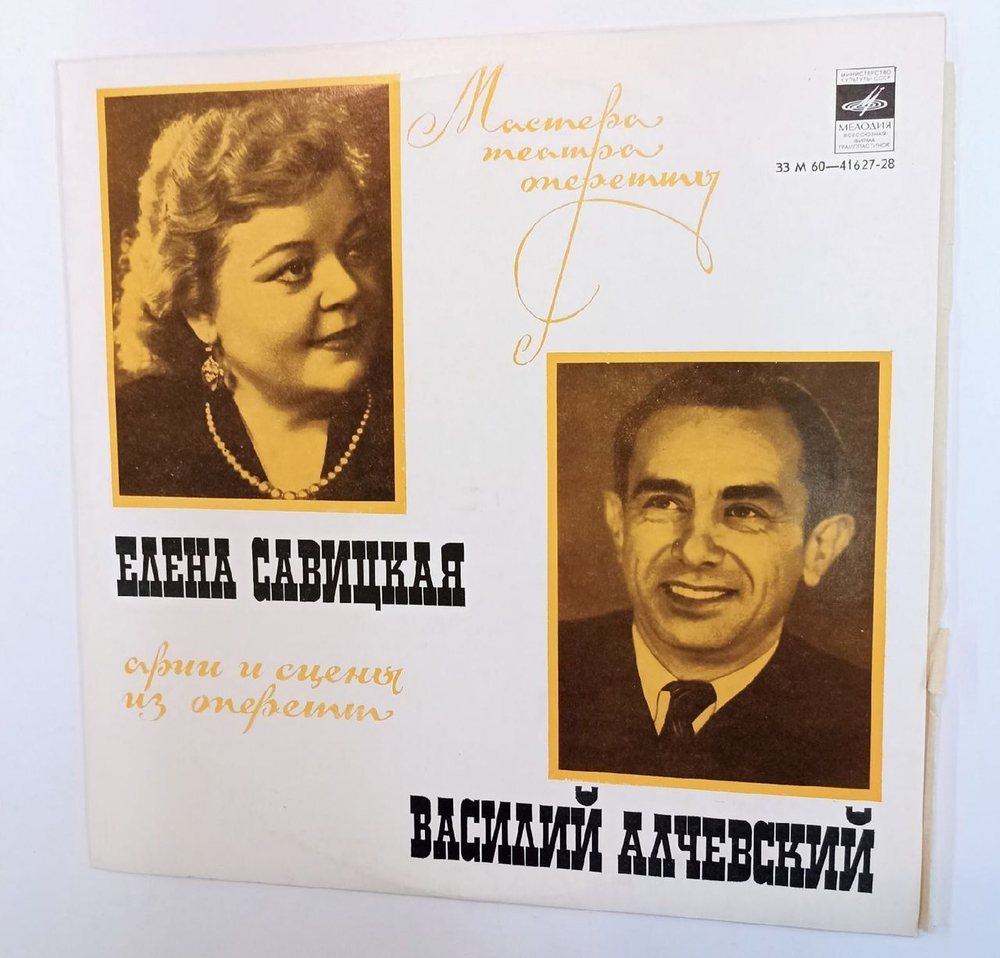 Мастера
театра
оперетты
МИНИСТЕРСТВО
КУЛЬТУРЫ СССР
МЕЛОДИЯ
ВСЕСОЮЗНАЯ
ФИРМА
ГРАМПЛАСТИНОК
33 М 60—41627-28
ЕЛЕНА САВИЦКАЯ
арии и сцены
из оперетт
ВАСИЛИЙ АЛЧЕВСКИЙ